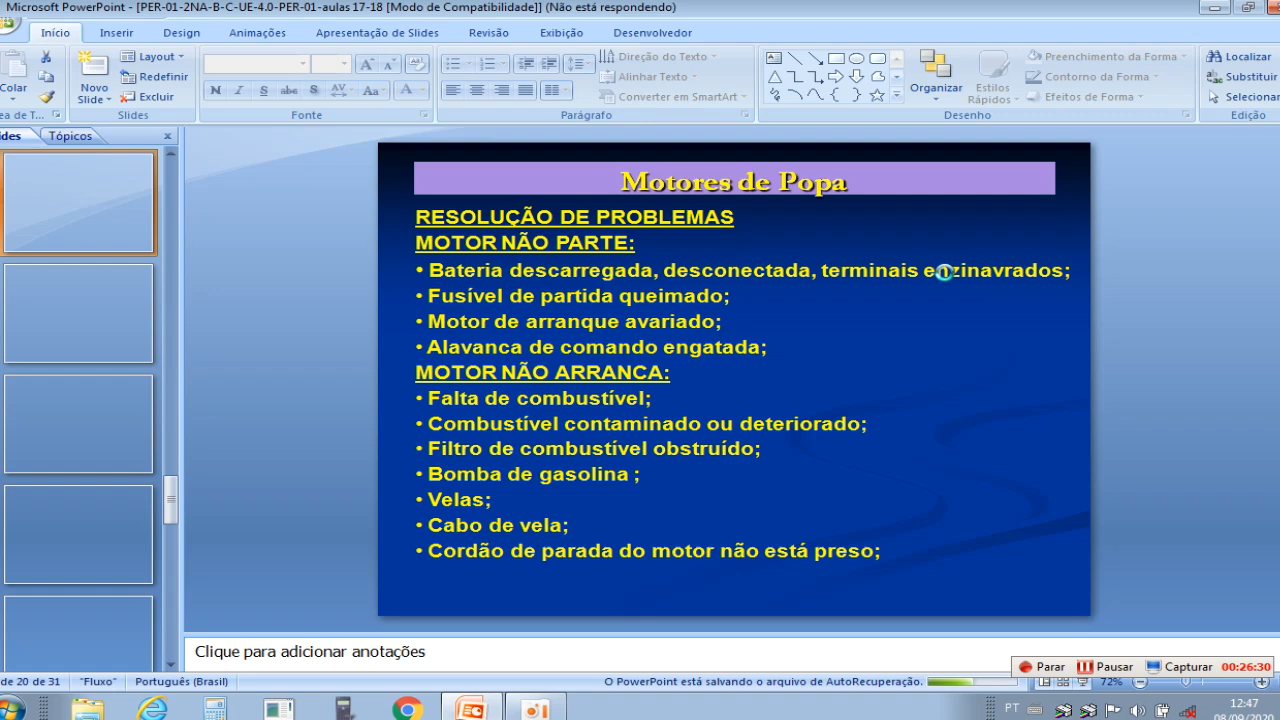 Microsoft PowerPoint - [PER-01-2NA-B-C-UE-4.0-PER-01-aulas 17-18 [Modo de Compatibilidade]] (Não está respondendo)
Início Inserir Design Animações Apresentação de Slides Revisão Exibição Desenvolvedor
Colar
Novo Slide
Layout
Redefinir
Excluir
Slides
N I S abe S AV Aa A
Fonte
Direção do Texto
Alinhar Texto
Converter em SmartArt
Parágrafo
Organizar
Estilos Rápidos
Preenchimento da Forma
Contorno da Forma
Efeitos de Forma
Desenho
Localizar
Substituir
Selecionar
Edição
ea de T...
ides Tópicos
Motores de Popa
RESOLUÇÃO DE PROBLEMAS
MOTOR NÃO PARTE:
• Bateria descarregada, desconectada, terminais enzinavrados;
• Fusível de partida queimado;
• Motor de arranque avariado;
• Alavanca de comando engatada;
MOTOR NÃO ARRANCA:
• Falta de combustível;
• Combustível contaminado ou deteriorado;
• Filtro de combustível obstruído;
• Bomba de gasolina ;
• Velas;
• Cabo de vela;
• Cordão de parada do motor não está preso;
Clique para adicionar anotações
Parar Pausar Capturar 00:26:30
de 20 de 31 "Fluxo" Português (Brasil) O PowerPoint está salvando o arquivo de AutoRecuperação. 72%
PT 12:47
08/09/2020